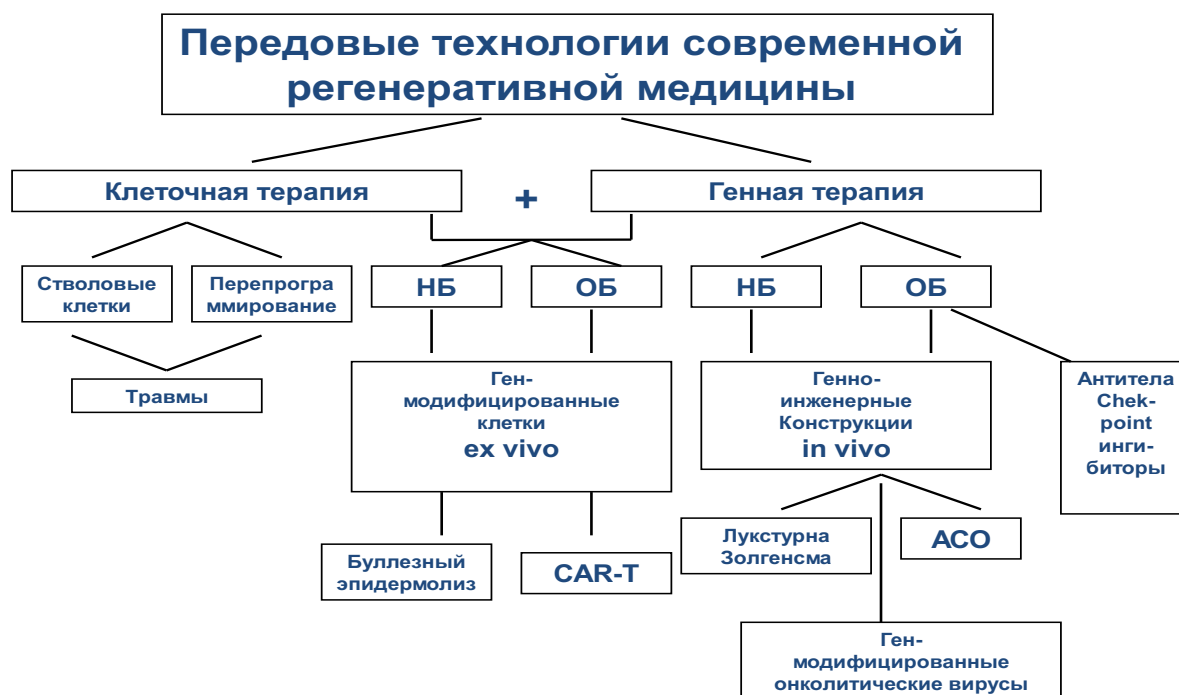 Передовые технологии современной
регенеративной медицины
Клеточная терапия
+
Генная терапия
Стволовые
клетки
Перепрогра
ммирование
НБ
ОБ
НБ
ОБ
Травмы
Ген-
модифицированные
клетки
ex vivo
Генно-
инженерные
Конструкции
in vivo
Антитела
Chek-
point
инги-
биторы
Буллезный
эпидермолиз
CAR-T
Лукстурна
Золгенсма
АСО
Ген-
модифицированные
онколитические вирусы